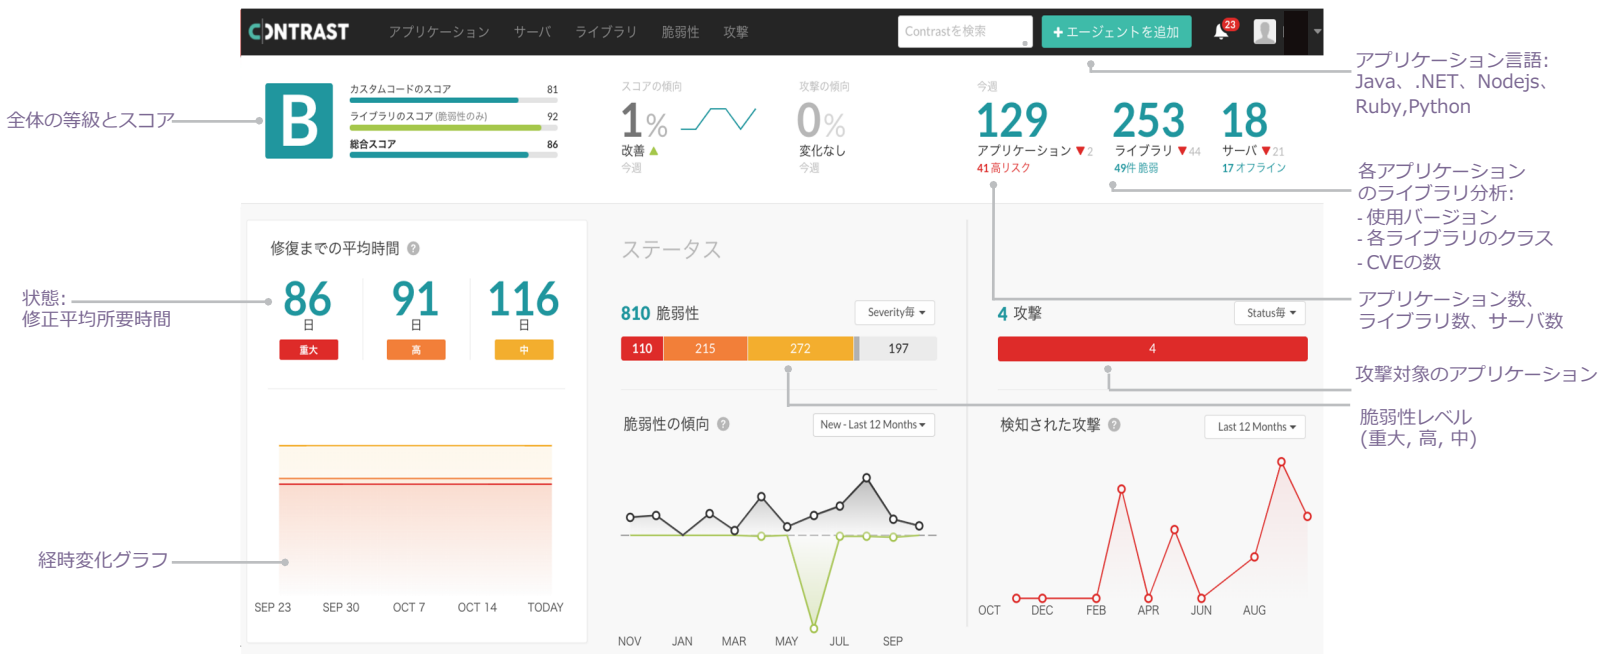 CONTRAST
アプリケーション
サーバ
ライブラリ
脆弱性
攻撃
Contrastを検索
+ エージェントを追加
23
アプリケーション言語:
Java、.NET、Nodejs、
Ruby,Python
全体の等級とスコア
B
カスタムコードのスコア 81
ライブラリのスコア (脆弱性のみ) 92
総合スコア 86
スコアの傾向
1%
改善 ▲
今週
攻撃の傾向
0%
変化なし
今週
今週
129
アプリケーション ▼2
41 高リスク
253
ライブラリ ▼44
49件 脆弱
18
サーバ ▼21
17 オフライン
各アプリケーション
のライブラリ分析:
- 使用バージョン
- 各ライブラリのクラス
- CVEの数
修復までの平均時間 ?
86
日
重大
91
日
高
116
日
中
状態:
修正平均所要時間
ステータス
810 脆弱性
Severity毎 ▼
110 215 272 197
4 攻撃
Status毎 ▼
4
アプリケーション数、
ライブラリ数、サーバ数
攻撃対象のアプリケーション
脆弱性レベル
(重大, 高, 中)
経時変化グラフ
SEP 23 SEP 30 OCT 7 OCT 14 TODAY
脆弱性の傾向 ?
New - Last 12 Months ▼
NOV JAN MAR MAY JUL SEP
検知された攻撃 ?
Last 12 Months ▼
OCT DEC FEB APR JUN AUG